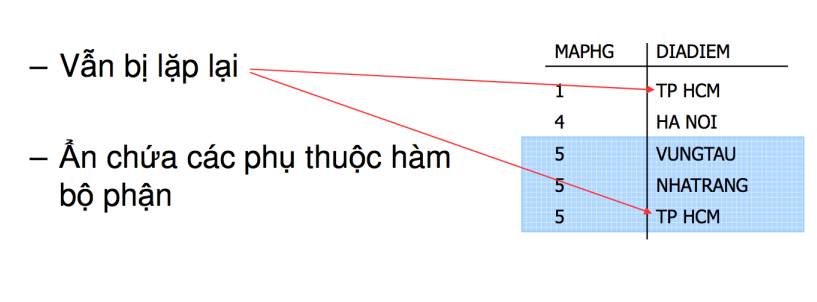 – Vẫn bị lặp lại
– Ẩn chứa các phụ thuộc hàm
bộ phận
MAPHG DIADIEM
1 TP HCM
4 HA NOI
5 VUNGTAU
5 NHATRANG
5 TP HCM